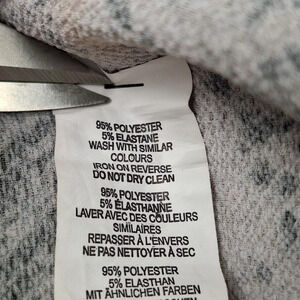 95% POLYESTER
5% ELASTANE
WASH WITH SIMILAR
COLOURS
IRON ON REVERSE
DO NOT DRY CLEAN
95% POLYESTER
5% ÉLASTHANNE
LAVER AVEC DES COULEURS
SIMILAIRES
REPASSER À L'ENVERS
NE PAS NETTOYER À SEC
95% POLYESTER
5% ELASTHAN
MIT ÄHNLICHEN FARBEN